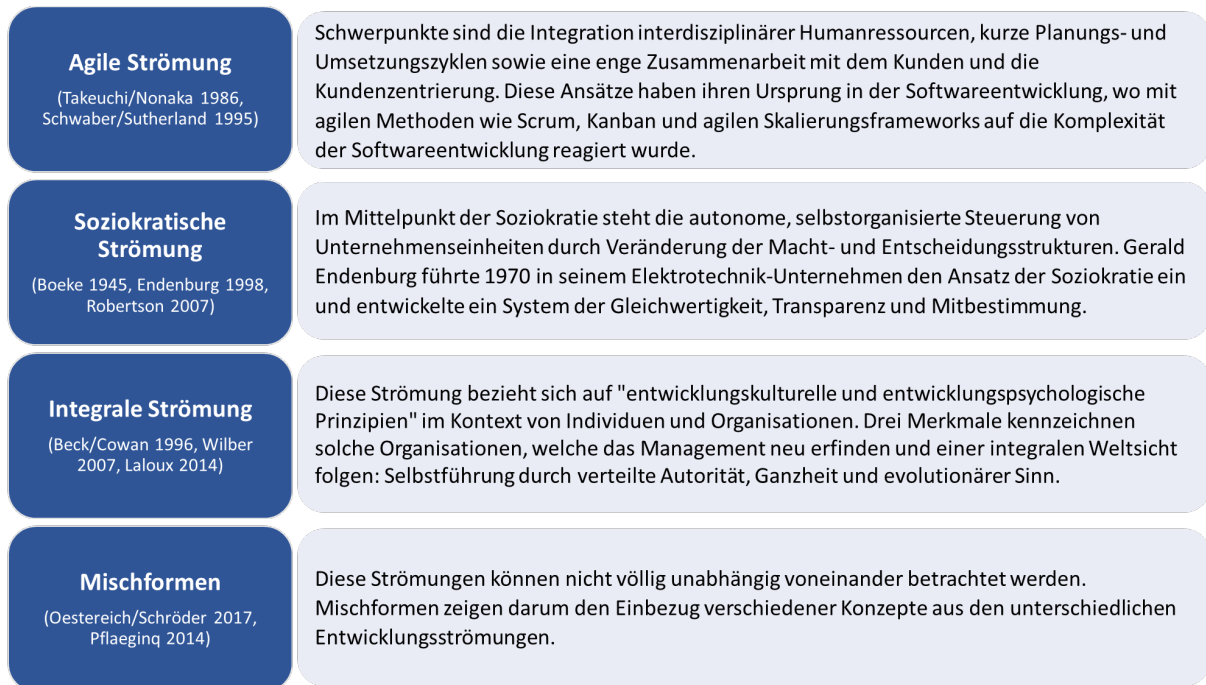 Agile Strömung
(Takeuchi/Nonaka 1986,
Schwaber/Sutherland 1995)
Schwerpunkte sind die Integration interdisziplinärer Humanressourcen, kurze Planungs- und
Umsetzungszyklen sowie eine enge Zusammenarbeit mit dem Kunden und die
Kundenzentrierung. Diese Ansätze haben ihren Ursprung in der Softwareentwicklung, wo mit
agilen Methoden wie Scrum, Kanban und agilen Skalierungsframeworks auf die Komplexität
der Softwareentwicklung reagiert wurde.
Soziokratische
Strömung
(Boeke 1945, Endenburg 1998,
Robertson 2007)
Im Mittelpunkt der Soziokratie steht die autonome, selbstorganisierte Steuerung von
Unternehmenseinheiten durch Veränderung der Macht- und Entscheidungsstrukturen. Gerald
Endenburg führte 1970 in seinem Elektrotechnik-Unternehmen den Ansatz der Soziokratie ein
und entwickelte ein System der Gleichwertigkeit, Transparenz und Mitbestimmung.
Integrale Strömung
(Beck/Cowan 1996, Wilber
2007, Laloux 2014)
Diese Strömung bezieht sich auf "entwicklungskulturelle und entwicklungspsychologische
Prinzipien" im Kontext von Individuen und Organisationen. Drei Merkmale kennzeichnen
solche Organisationen, welche das Management neu erfinden und einer integralen Weltsicht
folgen: Selbstführung durch verteilte Autorität, Ganzheit und evolutionärer Sinn.
Mischformen
(Oestereich/Schröder 2017,
Pflaeginq 2014)
Diese Strömungen können nicht völlig unabhängig voneinander betrachtet werden.
Mischformen zeigen darum den Einbezug verschiedener Konzepte aus den unterschiedlichen
Entwicklungsströmungen.